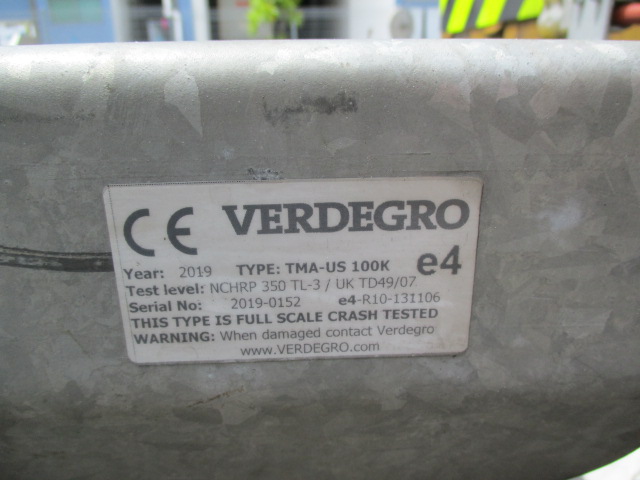 CE VERDEGRO
Year: 2019 TYPE: TMA-US 100K e4
Test level: NCHRP 350 TL-3 / UK TD49/07
Serial No: 2019-0152 e4-R10-131106
THIS TYPE IS FULL SCALE CRASH TESTED
WARNING: When damaged contact Verdegro
www.VERDEGRO.com